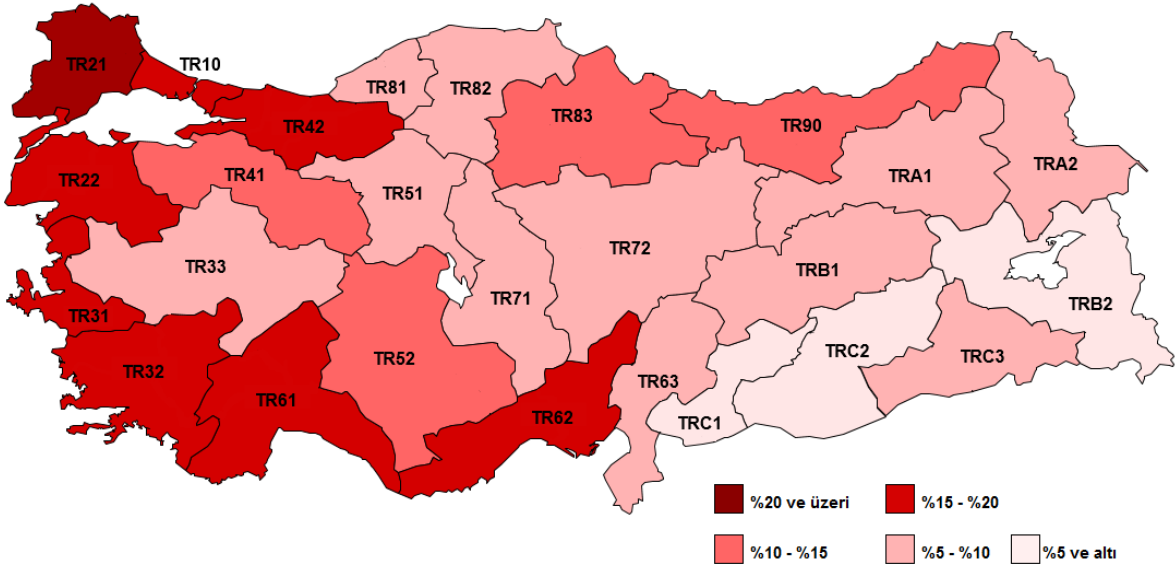 TR21
TR10
TR81
TR82
TR42
TR83
TR90
TR22
TR41
TR51
TRA1
TRA2
TR33
TR72
TRB1
TR31
TR71
TRB2
TR32
TR52
TRC2
TRC3
TR61
TR63
TR62
TRC1
%20 ve üzeri
%15 - %20
%10 - %15
%5 - %10
%5 ve altı